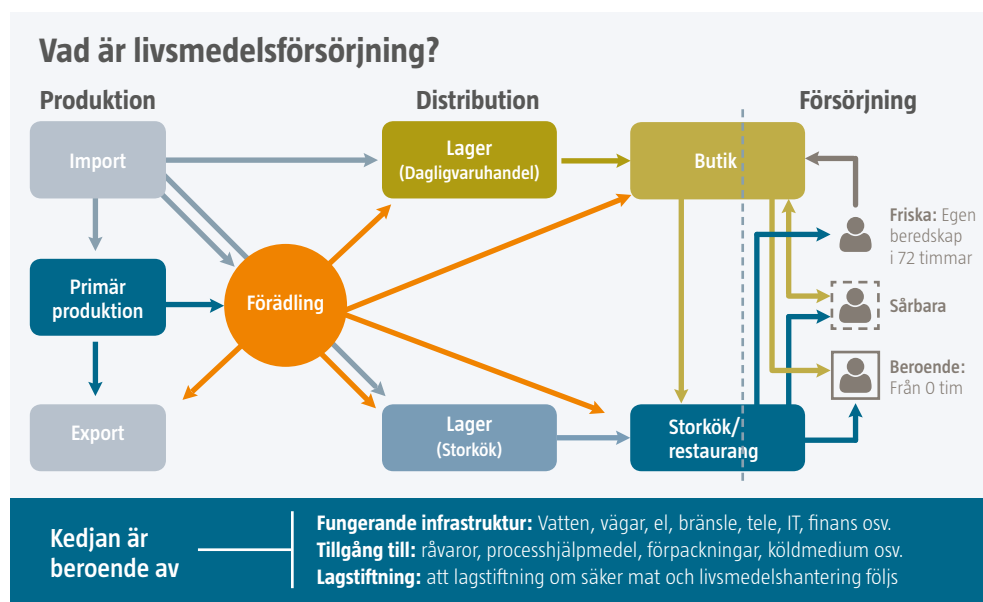 Vad är livsmedelsförsörjning?
Produktion
Distribution
Försörjning
Import
Lager
(Dagligvaruhandel)
Butik
Friska: Egen
beredskap
i 72 timmar
Primär
produktion
Förädling
Sårbara
Beroende:
Från 0 tim
Export
Lager
(Storkök)
Storkök/
restaurang
Kedjan är
beroende av
Fungerande infrastruktur: Vatten, vägar, el, bränsle, tele, IT, finans osv.
Tillgång till: råvaror, processhjälpmedel, förpackningar, köldmedium osv.
Lagstiftning: att lagstiftning om säker mat och livsmedelshantering följs